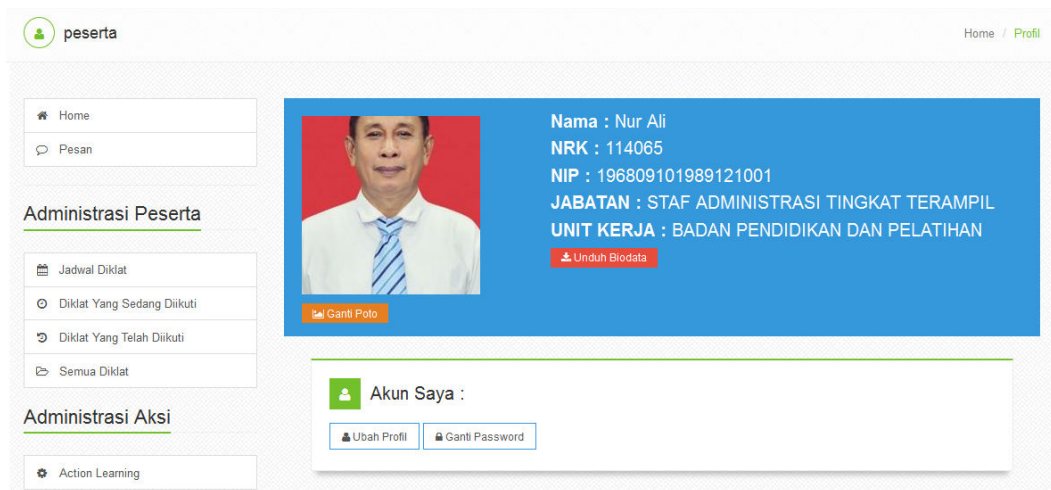 peserta
Home / Profil
Home
Pesan
Administrasi Peserta
Jadwal Diklat
Diklat Yang Sedang Diikuti
Diklat Yang Telah Diikuti
Semua Diklat
Administrasi Aksi
Action Learning
Nama : Nur Ali
NRK : 114065
NIP : 196809101989121001
JABATAN : STAF ADMINISTRASI TINGKAT TERAMPIL
UNIT KERJA : BADAN PENDIDIKAN DAN PELATIHAN
Unduh Biodata
Ganti Poto
Akun Saya :
Ubah Profil
Ganti Password